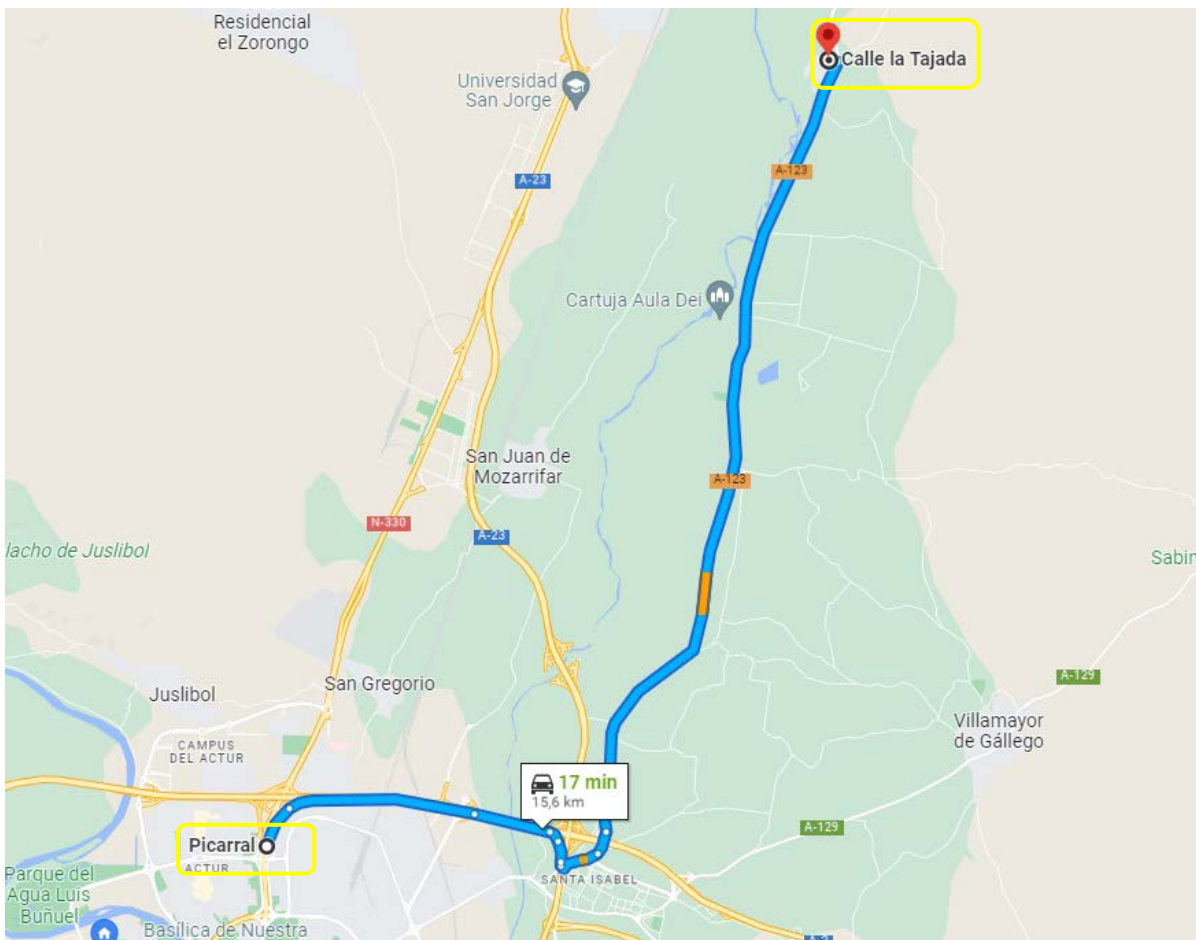 Residencial
el Zorongo
Calle la Tajada
Universidad
San Jorge
A-23
A-123
Cartuja Aula Dei
San Juan de
Mozarrifar
A-123
N-330
A-23
lacho de Juslibol
Sabin
A-129
San Gregorio
Juslibol
Villamayor
de Gállego
CAMPUS
DEL ACTUR
17 min
15,6 km
A-129
Picarral
ACTUR
SANTA ISABEL
Parque del
Agua Luis
Buñuel
Basílica de Nuestra